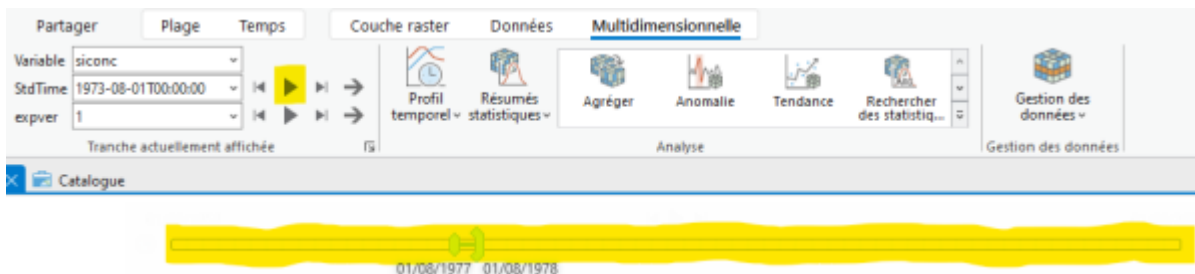 Partager Plage Temps Couche raster Données Multidimensionnelle
Variable siconc
StdTime 1973-08-01T00:00:00
expver 1
Profil temporel
Résumés statistiques
Agréger Anomalie Tendance Rechercher des statistiq...
Gestion des données
Tranche actuellement affichée Analyse Gestion des données
Catalogue
01/08/1977 01/08/1978